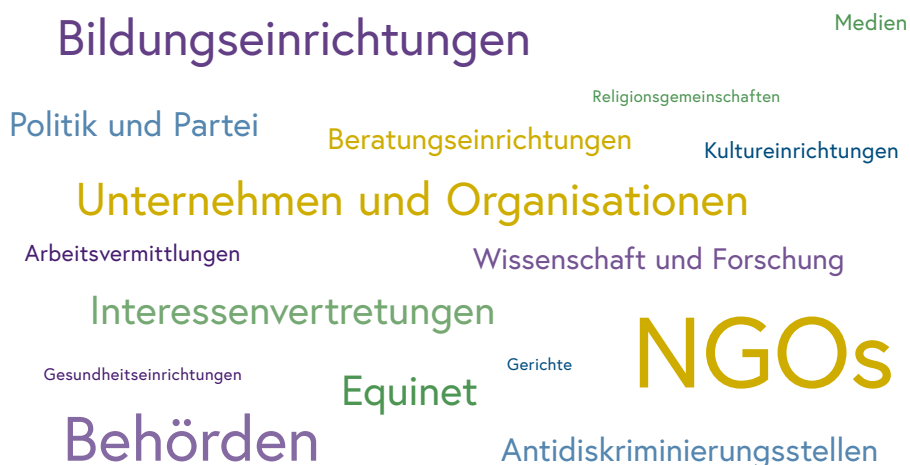 Bildungseinrichtungen
Medien
Religionsgemeinschaften
Politik und Partei
Beratungseinrichtungen
Kultureinrichtungen
Unternehmen und Organisationen
Arbeitsvermittlungen
Wissenschaft und Forschung
Interessenvertretungen
NGOs
Gerichte
Gesundheitseinrichtungen
Equinet
Behörden
Antidiskriminierungsstellen